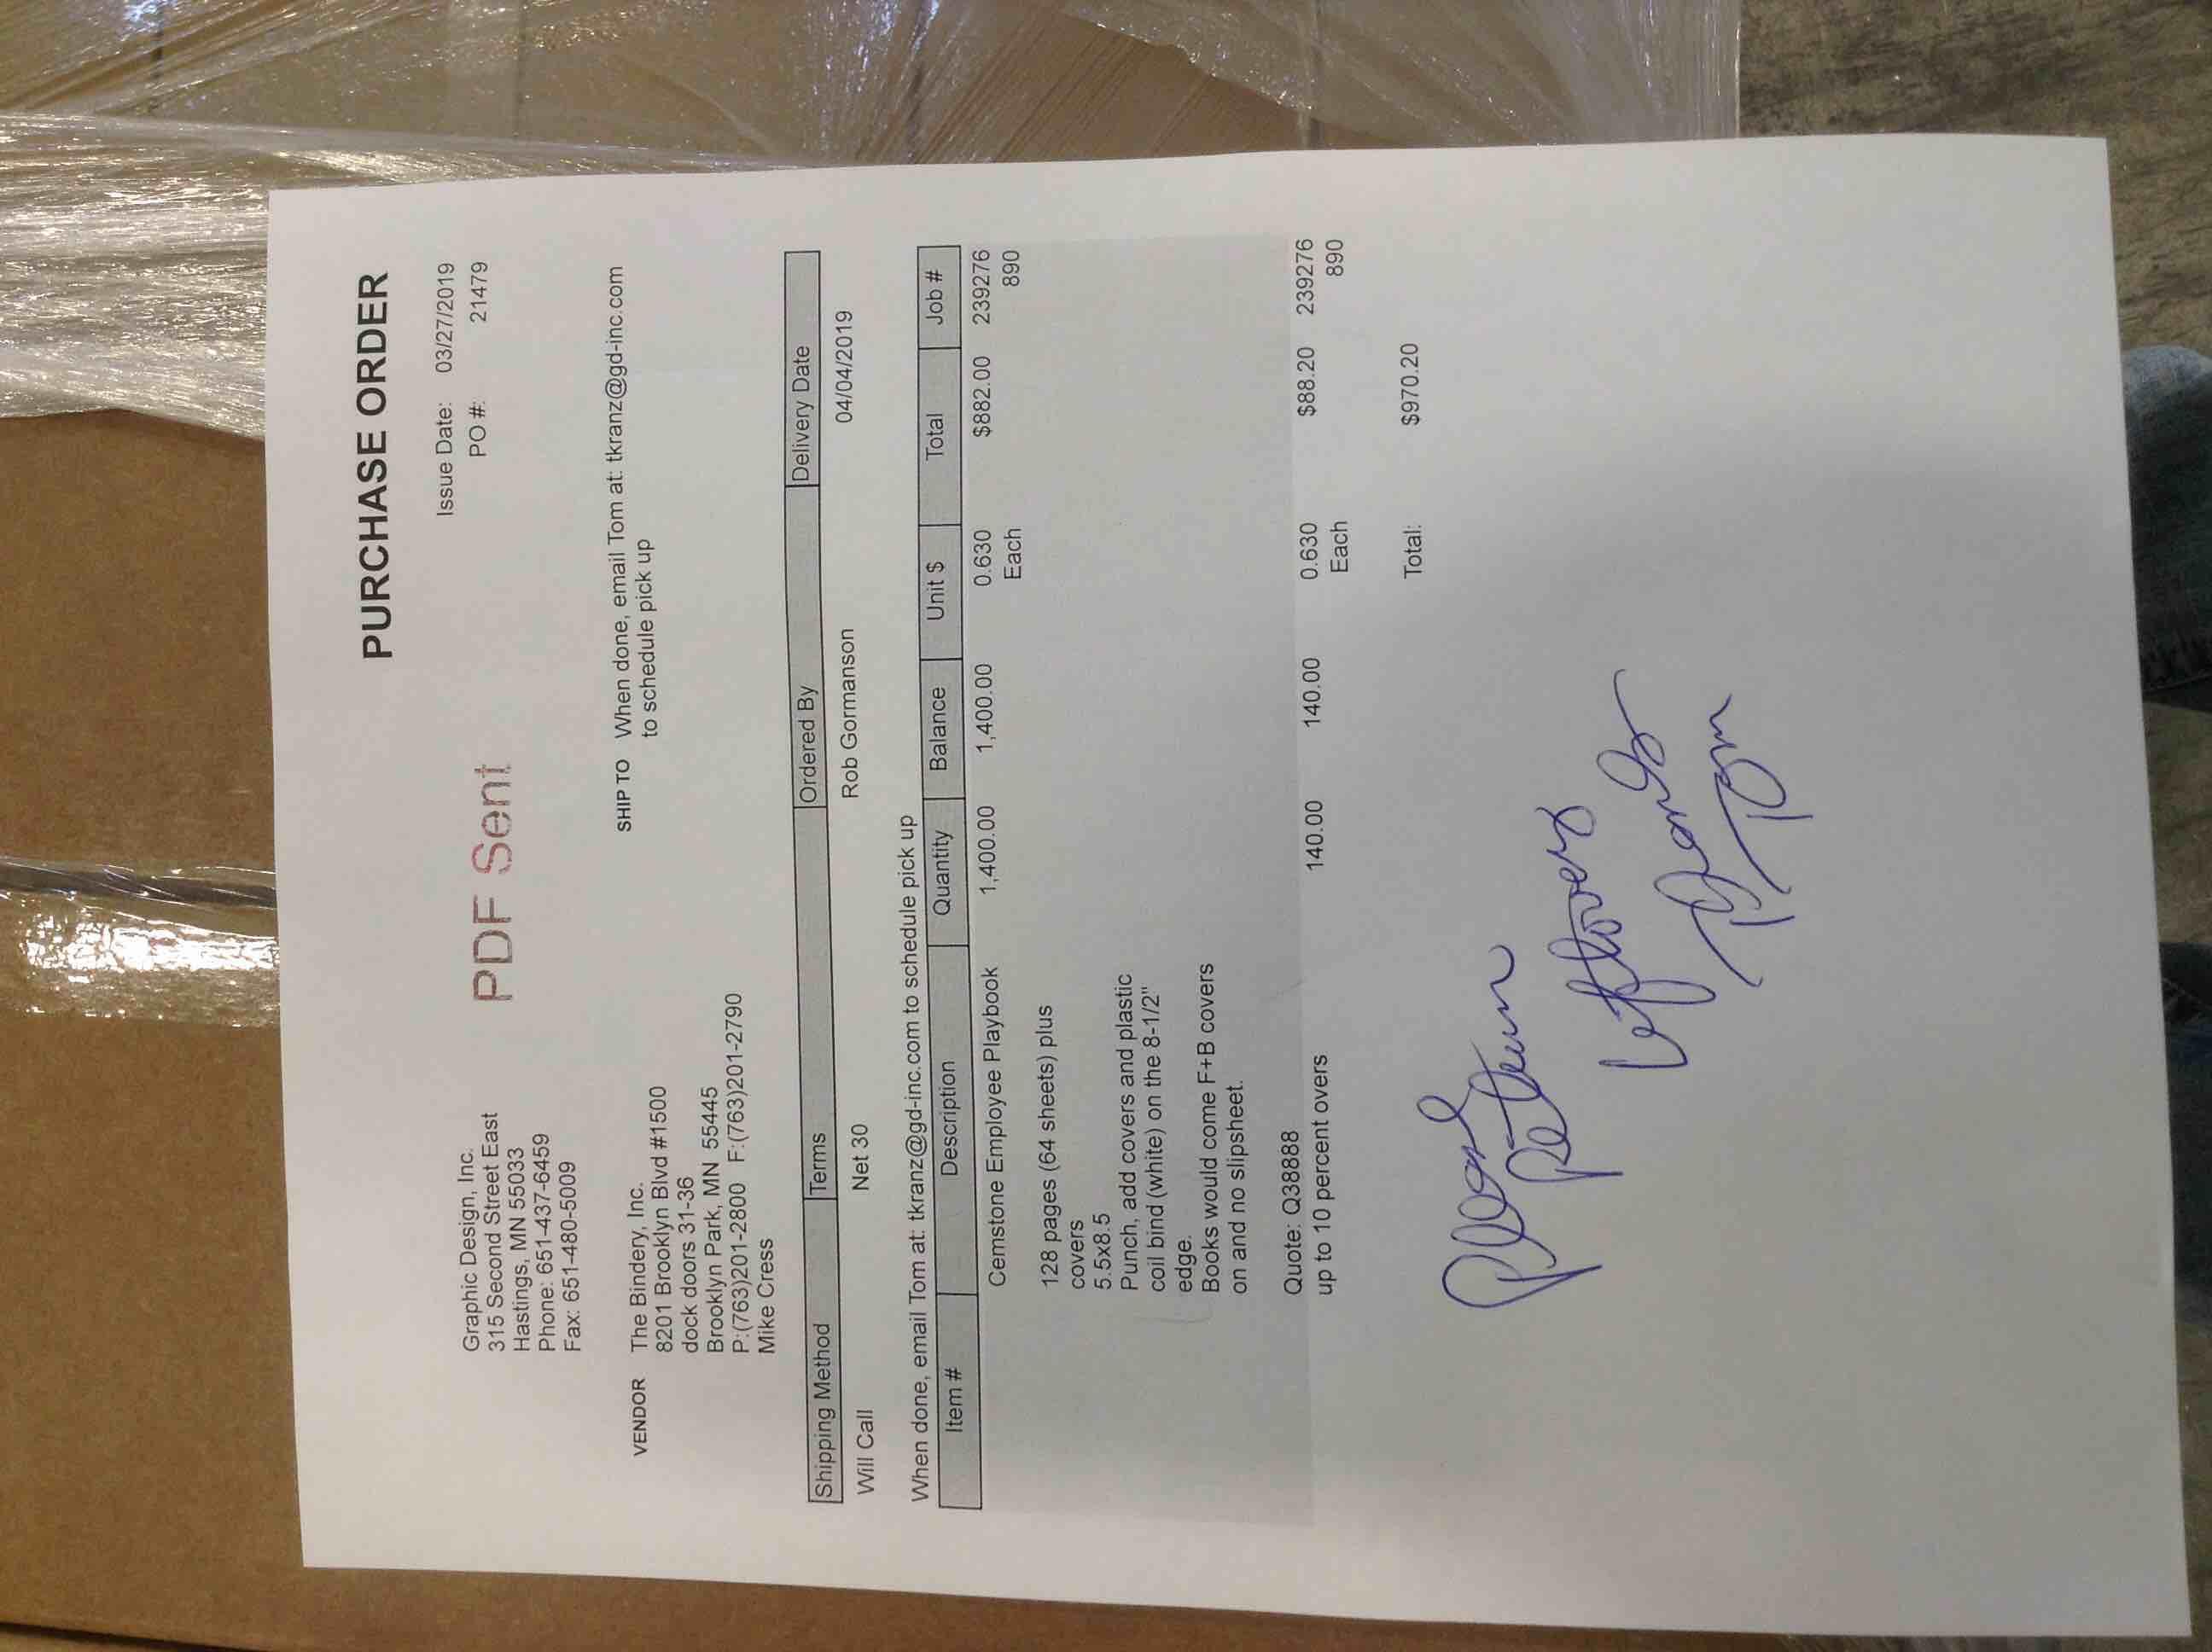 PURCHASE ORDER
Graphic Design, Inc.
315 Second Street East
Hastings, MN 55033
Phone: 651-437-6459
Fax: 651-480-5009
PDF Sent
Issue Date: 03/27/2019
PO #: 21479
VENDOR The Bindery, Inc.
8201 Brooklyn Blvd #1500
dock doors 31-36
Brooklyn Park, MN 55445
P:(763)201-2800 F:(763)201-2790
Mike Cress
SHIP TO When done, email Tom at: tkranz@gd-inc.com
to schedule pick up
Shipping Method Terms Ordered By Delivery Date
Will Call Net 30 Rob Gormanson 04/04/2019
When done, email Tom at: tkranz@gd-inc.com to schedule pick up
Item # Description Quantity Balance Unit $ Total Job #
Cemstone Employee Playbook 1,400.00 1,400.00 0.630 $882.00 239276
Each 890
128 pages (64 sheets) plus
covers
5.5x8.5
Punch, add covers and plastic
coil bind (white) on the 8-1/2"
edge.
Books would come F+B covers
on and no slipsheet.
Quote: Q38888
up to 10 percent overs 140.00 140.00 0.630 $88.20 239276
Each 890
Total: $970.20
Please
return
leftovers
Thanks
Tom